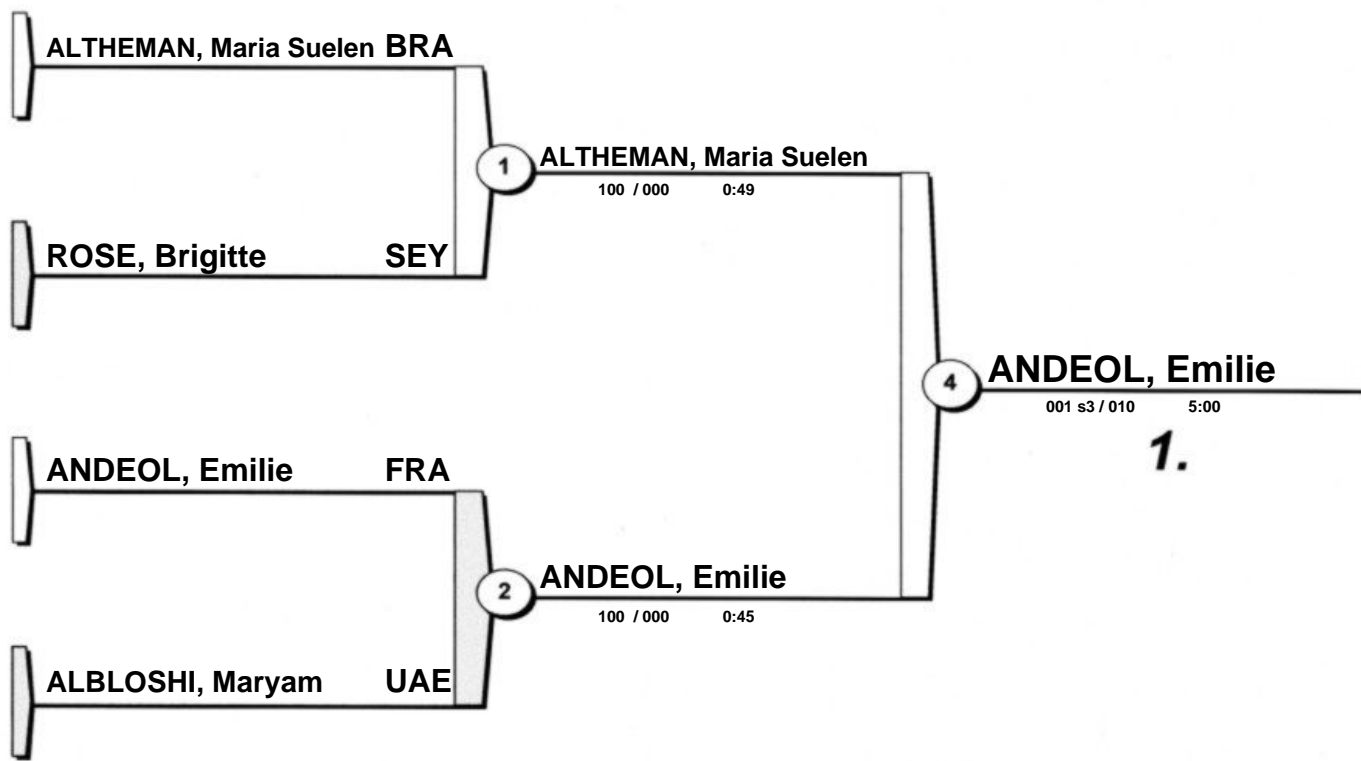 ALTHEMAN, Maria Suelen BRA
1
ALTHEMAN, Maria Suelen
100 / 000 0:49
ROSE, Brigitte SEY
4
ANDEOL, Emilie
001 s3 / 010 5:00
1.
ANDEOL, Emilie FRA
2
ANDEOL, Emilie
100 / 000 0:45
ALBLOSHI, Maryam UAE